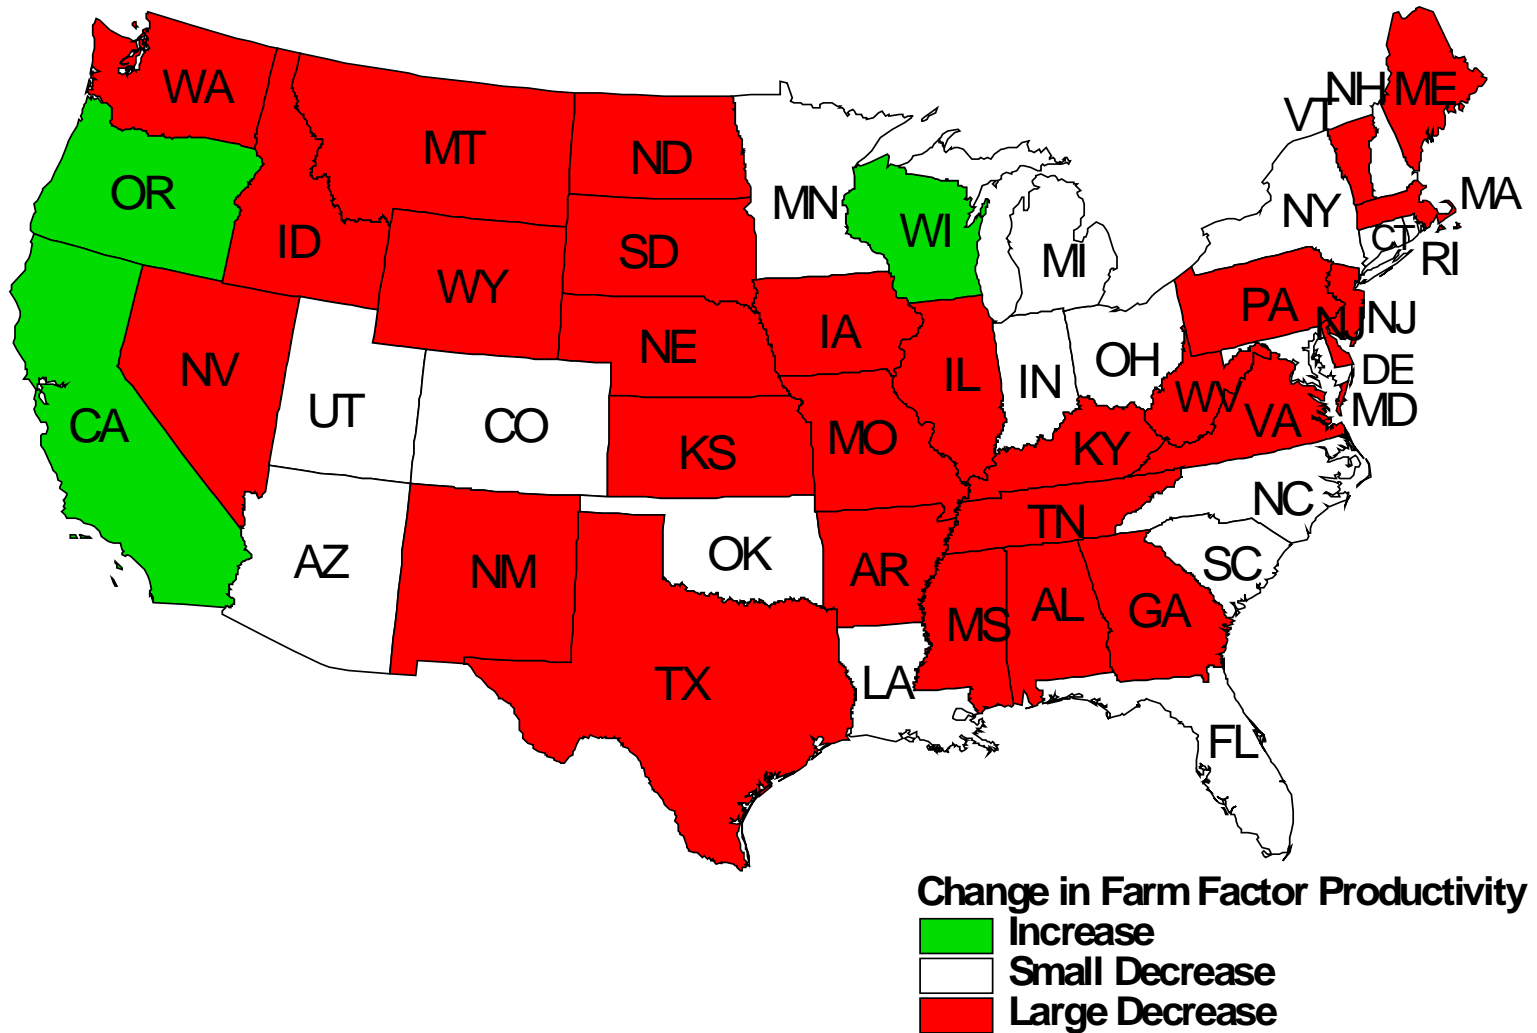 WA
MT
ND
MN
OR
ID
WY
SD
WI
MI
NY
VT
NH
ME
MA
CT
RI
NV
UT
CO
NE
IA
IL
IN
OH
PA
NJ
NJ
DE
MD
CA
AZ
NM
KS
MO
KY
WV
VA
OK
AR
TN
NC
SC
TX
LA
MS
AL
GA
FL
Change in Farm Factor Productivity
Increase
Small Decrease
Large Decrease